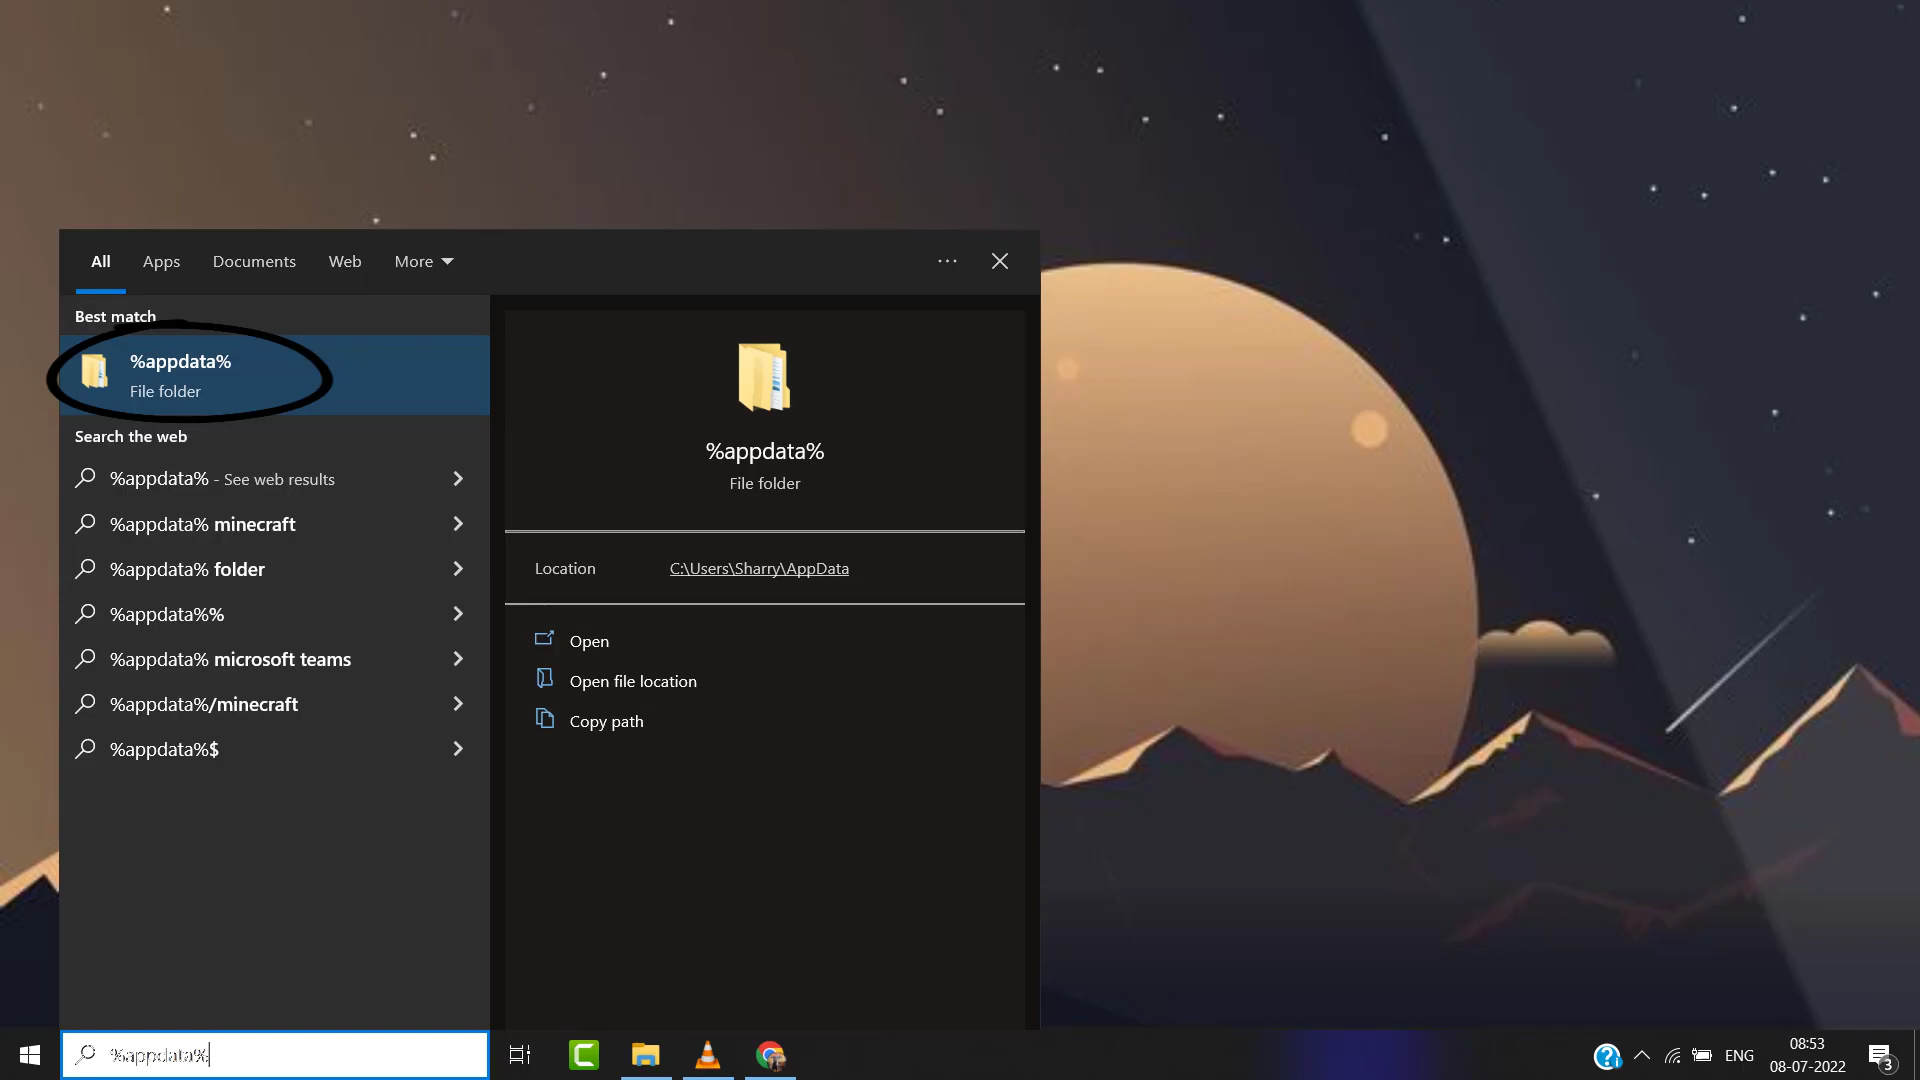 All Apps Documents Web More
Best match
%appdata%
File folder
Search the web
%appdata% - See web results
%appdata% minecraft
%appdata% folder
%appdata%%
%appdata% microsoft teams
%appdata%/minecraft
%appdata%$
%appdata%
File folder
Location C:\Users\Sharry\AppData
Open
Open file location
Copy path
%appdata%
ENG
08:53
08-07-2022
3